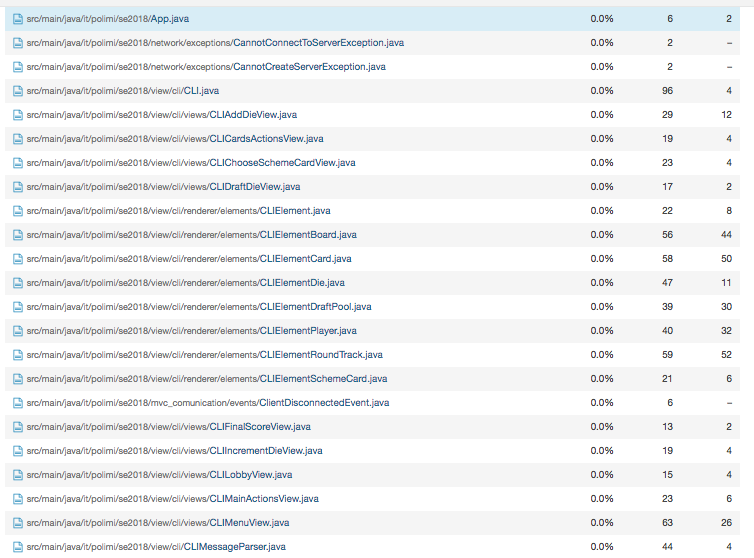 src/main/java/it/polimi/se2018/App.java 0.0% 6 2
src/main/java/it/polimi/se2018/network/exceptions/CannotConnectToServerException.java 0.0% 2 –
src/main/java/it/polimi/se2018/network/exceptions/CannotCreateServerException.java 0.0% 2 –
src/main/java/it/polimi/se2018/view/cli/CLI.java 0.0% 96 4
src/main/java/it/polimi/se2018/view/cli/views/CLIAddDieView.java 0.0% 29 12
src/main/java/it/polimi/se2018/view/cli/views/CLICardsActionsView.java 0.0% 19 4
src/main/java/it/polimi/se2018/view/cli/views/CLIChooseSchemeCardView.java 0.0% 23 4
src/main/java/it/polimi/se2018/view/cli/views/CLIDraftDieView.java 0.0% 17 2
src/main/java/it/polimi/se2018/view/cli/renderer/elements/CLIElement.java 0.0% 22 8
src/main/java/it/polimi/se2018/view/cli/renderer/elements/CLIElementBoard.java 0.0% 56 44
src/main/java/it/polimi/se2018/view/cli/renderer/elements/CLIElementCard.java 0.0% 58 50
src/main/java/it/polimi/se2018/view/cli/renderer/elements/CLIElementDie.java 0.0% 47 11
src/main/java/it/polimi/se2018/view/cli/renderer/elements/CLIElementDraftPool.java 0.0% 39 30
src/main/java/it/polimi/se2018/view/cli/renderer/elements/CLIElementPlayer.java 0.0% 40 32
src/main/java/it/polimi/se2018/view/cli/renderer/elements/CLIElementRoundTrack.java 0.0% 59 52
src/main/java/it/polimi/se2018/view/cli/renderer/elements/CLIElementSchemeCard.java 0.0% 21 6
src/main/java/it/polimi/se2018/mvc_comunication/events/ClientDisconnectedEvent.java 0.0% 6 –
src/main/java/it/polimi/se2018/view/cli/views/CLIFinalScoreView.java 0.0% 13 2
src/main/java/it/polimi/se2018/view/cli/views/CLIIncrementDieView.java 0.0% 19 4
src/main/java/it/polimi/se2018/view/cli/views/CLILobbyView.java 0.0% 15 4
src/main/java/it/polimi/se2018/view/cli/views/CLIMainActionsView.java 0.0% 23 6
src/main/java/it/polimi/se2018/view/cli/views/CLIMenuView.java 0.0% 63 26
src/main/java/it/polimi/se2018/view/cli/CLIMessageParser.java 0.0% 44 4